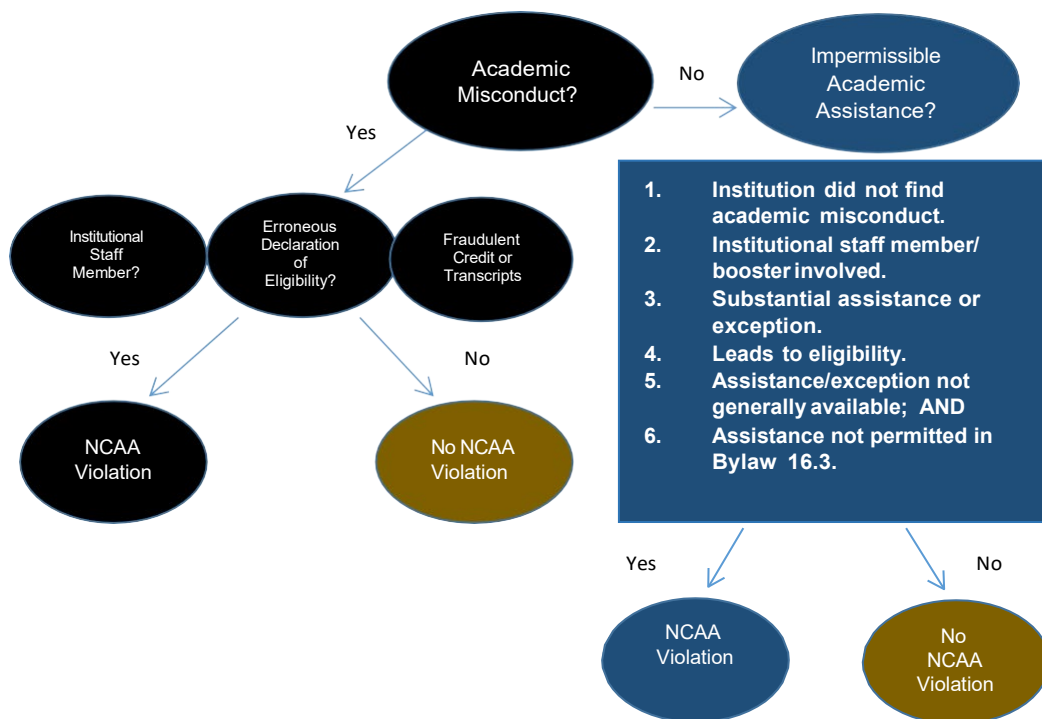 Academic
Misconduct?
No
Impermissible
Academic
Assistance?
Yes
Institutional
Staff
Member?
Erroneous
Declaration
of
Eligibility?
Fraudulent
Credit or
Transcripts
1. Institution did not find
academic misconduct.
2. Institutional staff member/
booster involved.
3. Substantial assistance or
exception.
4. Leads to eligibility.
5. Assistance/exception not
generally available; AND
6. Assistance not permitted in
Bylaw 16.3.
Yes
No
NCAA
Violation
No NCAA
Violation
Yes
No
NCAA
Violation
No
NCAA
Violation